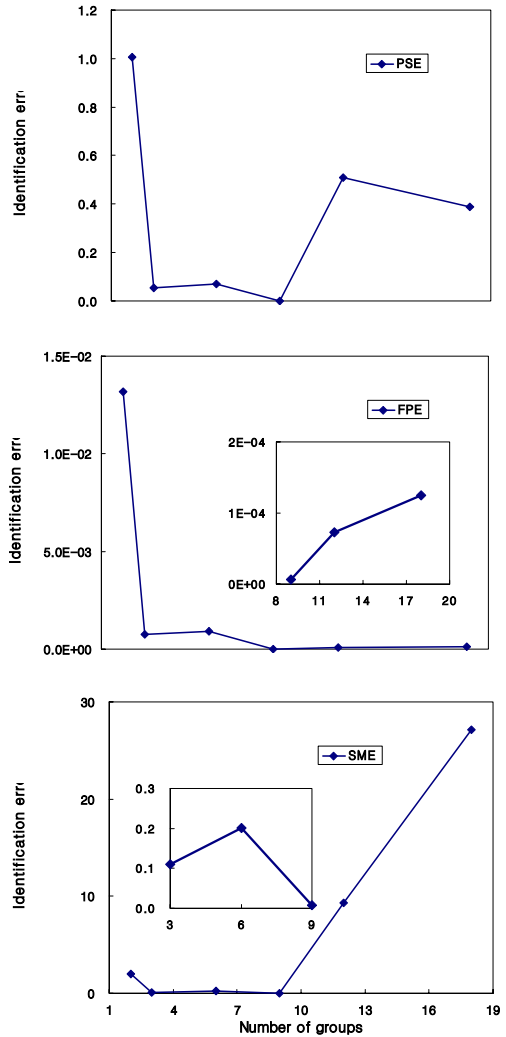 1.2
PSE
1.0
0.8
0.6
0.4
0.2
0.0
Identification err
1.5E-02
FPE
1.0E-02
5.0E-03
0.0E+00
Identification err
2E-04
1E-04
0E+00
8 11 14 17 20
30
SME
20
10
0
Identification err
0.3
0.2
0.1
0.0
3 6 9
1 4 7 10 13 16 19
Number of groups